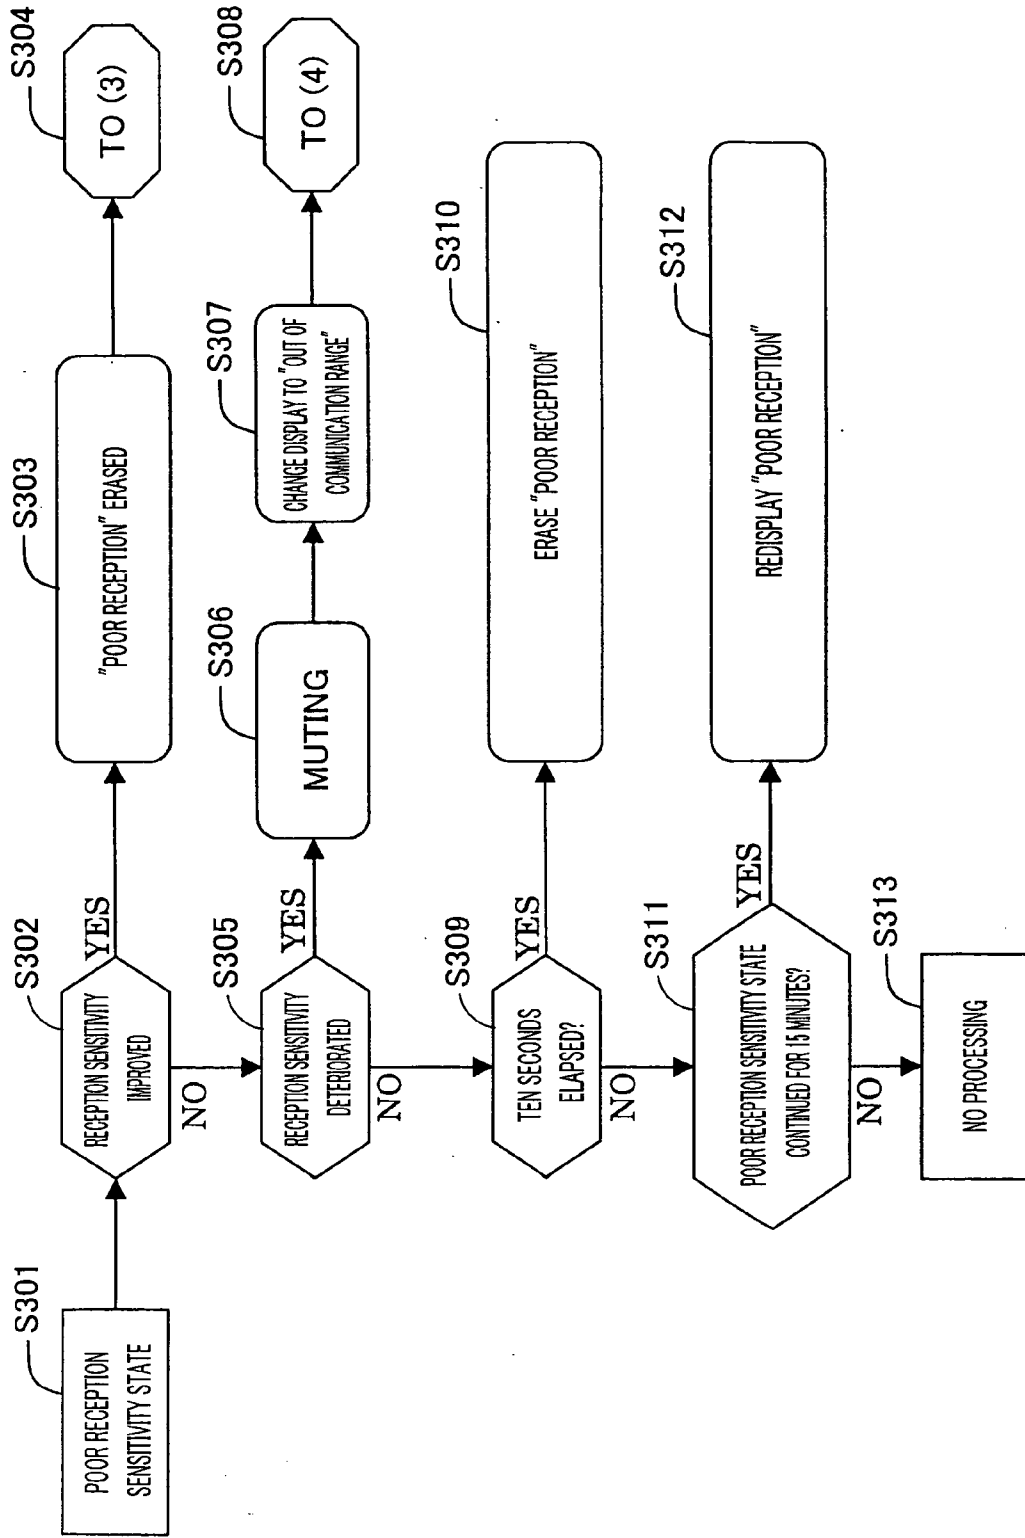 S301
POOR RECEPTION
SENSITIVITY STATE
S302
RECEPTION SENSITIVITY
IMPROVED
YES
NO
S303
"POOR RECEPTION" ERASED
S304
TO (3)
S305
RECEPTION SENSITIVITY
DETERIORATED
YES
NO
S306
MUTING
S307
CHANGE DISPLAY TO "OUT OF
COMMUNICATION RANGE"
S308
TO (4)
S309
TEN SECONDS
ELAPSED?
YES
NO
S310
ERASE "POOR RECEPTION"
S311
POOR RECEPTION SENSITIVITY STATE
CONTINUED FOR 15 MINUTES?
YES
NO
S312
REDISPLAY "POOR RECEPTION"
S313
NO PROCESSING